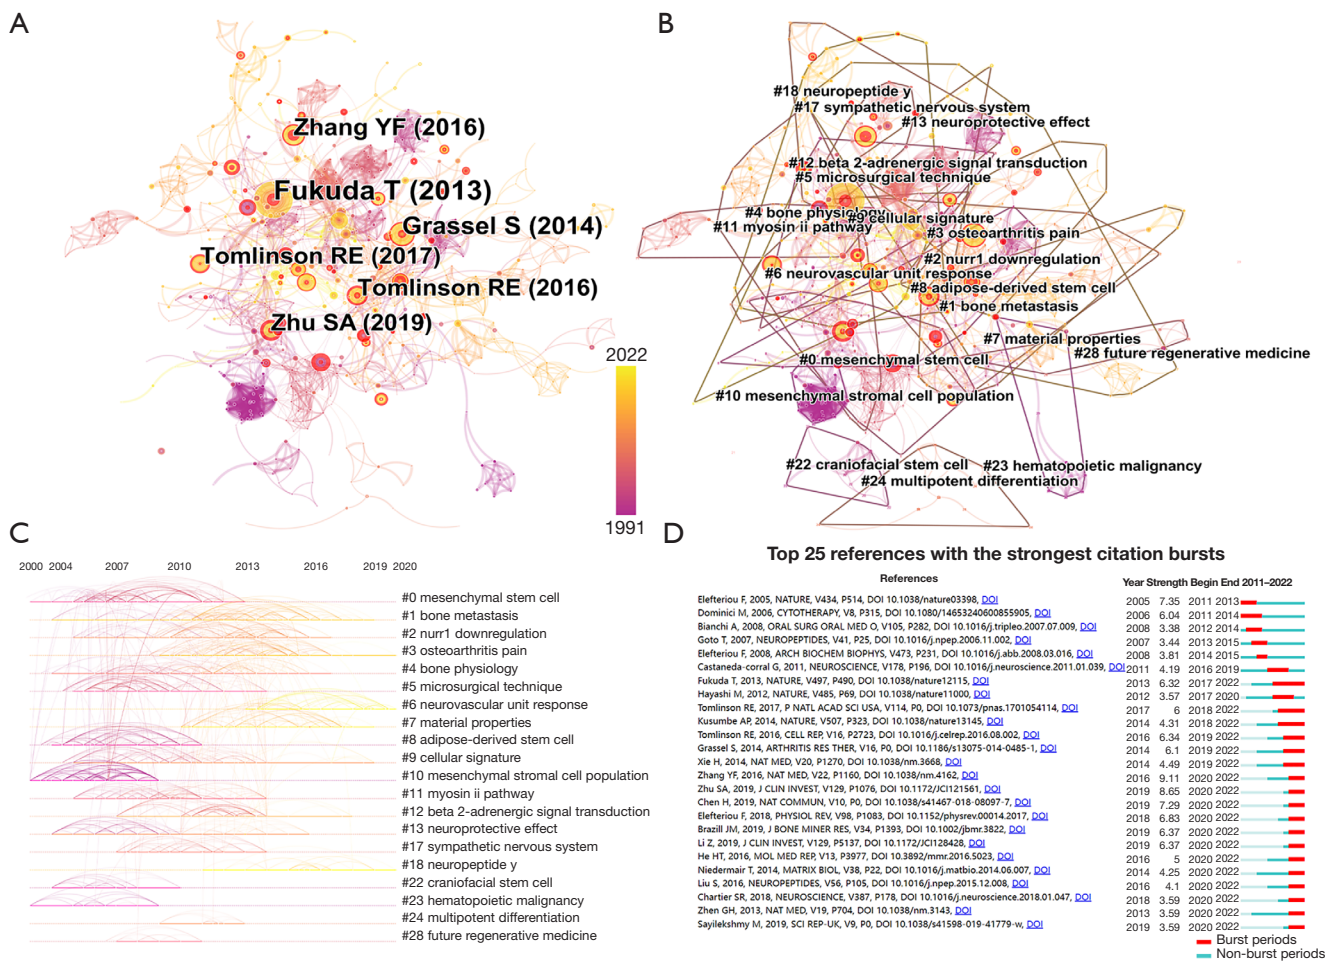 A
Zhang YF (2016)
Fukuda T (2013)
Grassel S (2014)
Tomlinson RE (2017)
Tomlinson RE (2016)
Zhu SA (2019)
2022
1991
B
#18 neuropeptide y
#17 sympathetic nervous system
#13 neuroprotective effect
#12 beta 2-adrenergic signal transduction
#5 microsurgical technique
#4 bone physiology
#9 cellular signature
#11 myosin ii pathway
#3 osteoarthritis pain
#2 nurr1 downregulation
#6 neurovascular unit response
#8 adipose-derived stem cell
#1 bone metastasis
#7 material properties
#28 future regenerative medicine
#0 mesenchymal stem cell
#10 mesenchymal stromal cell population
#22 craniofacial stem cell
#23 hematopoietic malignancy
#24 multipotent differentiation
C
2000 2004 2007 2010 2013 2016 2019 2020
#0 mesenchymal stem cell
#1 bone metastasis
#2 nurr1 downregulation
#3 osteoarthritis pain
#4 bone physiology
#5 microsurgical technique
#6 neurovascular unit response
#7 material properties
#8 adipose-derived stem cell
#9 cellular signature
#10 mesenchymal stromal cell population
#11 myosin ii pathway
#12 beta 2-adrenergic signal transduction
#13 neuroprotective effect
#17 sympathetic nervous system
#18 neuropeptide y
#22 craniofacial stem cell
#23 hematopoietic malignancy
#24 multipotent differentiation
#28 future regenerative medicine
D
Top 25 references with the strongest citation bursts
References Year Strength Begin End 2011–2022
Elefteriou F, 2005, NATURE, V434, P514, DOI 10.1038/nature03398, DOI 2005 7.35 2011 2013
Dominici M, 2006, CYTOTHERAPY, V8, P315, DOI 10.1080/14653240600855905, DOI 2006 6.04 2011 2014
Bianchi A, 2008, ORAL SURG ORAL MED O, V105, P282, DOI 10.1016/j.tripleo.2007.07.009, DOI 2008 3.38 2012 2014
Goto T, 2007, NEUROPEPTIDES, V41, P25, DOI 10.1016/j.npep.2006.11.002, DOI 2007 3.44 2013 2015
Elefteriou F, 2008, ARCH BIOCHEM BIOPHYS, V473, P231, DOI 10.1016/j.abb.2008.03.016, DOI 2008 3.81 2014 2015
Castaneda-corral G, 2011, NEUROSCIENCE, V178, P196, DOI 10.1016/j.neuroscience.2011.01.039, DOI 2011 4.19 2016 2019
Fukuda T, 2013, NATURE, V497, P490, DOI 10.1038/nature12115, DOI 2013 6.32 2017 2022
Hayashi M, 2012, NATURE, V485, P69, DOI 10.1038/nature11000, DOI 2012 3.57 2017 2020
Tomlinson RE, 2017, P NATL ACAD SCI USA, V114, P0, DOI 10.1073/pnas.1701054114, DOI 2017 6 2018 2022
Kusumbe AP, 2014, NATURE, V507, P323, DOI 10.1038/nature13145, DOI 2014 4.31 2018 2022
Tomlinson RE, 2016, CELL REP, V16, P2723, DOI 10.1016/j.celrep.2016.08.002, DOI 2016 6.34 2019 2022
Grassel S, 2014, ARTHRITIS RES THER, V16, P0, DOI 10.1186/s13075-014-0485-1, DOI 2014 6.1 2019 2022
Xie H, 2014, NAT MED, V20, P1270, DOI 10.1038/nm.3668, DOI 2014 4.49 2019 2022
Zhang YF, 2016, NAT MED, V22, P1160, DOI 10.1038/nm.4162, DOI 2016 9.11 2020 2022
Zhu SA, 2019, J CLIN INVEST, V129, P1076, DOI 10.1172/JCI121561, DOI 2019 8.65 2020 2022
Chen H, 2019, NAT COMMUN, V10, P0, DOI 10.1038/s41467-018-08097-7, DOI 2019 7.29 2020 2022
Elefteriou F, 2018, PHYSIOL REV, V98, P1083, DOI 10.1152/physrev.00014.2017, DOI 2018 6.83 2020 2022
Brazill JM, 2019, J BONE MINER RES, V34, P1393, DOI 10.1002/jbmr.3822, DOI 2019 6.37 2020 2022
Li Z, 2019, J CLIN INVEST, V129, P5137, DOI 10.1172/JCI128428, DOI 2019 6.37 2020 2022
He HT, 2016, MOL MED REP, V13, P3977, DOI 10.3892/mmr.2016.5023, DOI 2016 5 2020 2022
Niedermair T, 2014, MATRIX BIOL, V38, P22, DOI 10.1016/j.matbio.2014.06.007, DOI 2014 4.25 2020 2022
Liu S, 2016, NEUROPEPTIDES, V56, P105, DOI 10.1016/j.npep.2015.12.008, DOI 2016 4.1 2020 2022
Chartier SR, 2018, NEUROSCIENCE, V387, P178, DOI 10.1016/j.neuroscience.2018.01.047, DOI 2018 3.59 2020 2022
Zhen GH, 2013, NAT MED, V19, P704, DOI 10.1038/nm.3143, DOI 2013 3.59 2020 2022
Sayilekshmy M, 2019, SCI REP-UK, V9, P0, DOI 10.1038/s41598-019-41779-w, DOI 2019 3.59 2020 2022
Burst periods
Non-burst periods